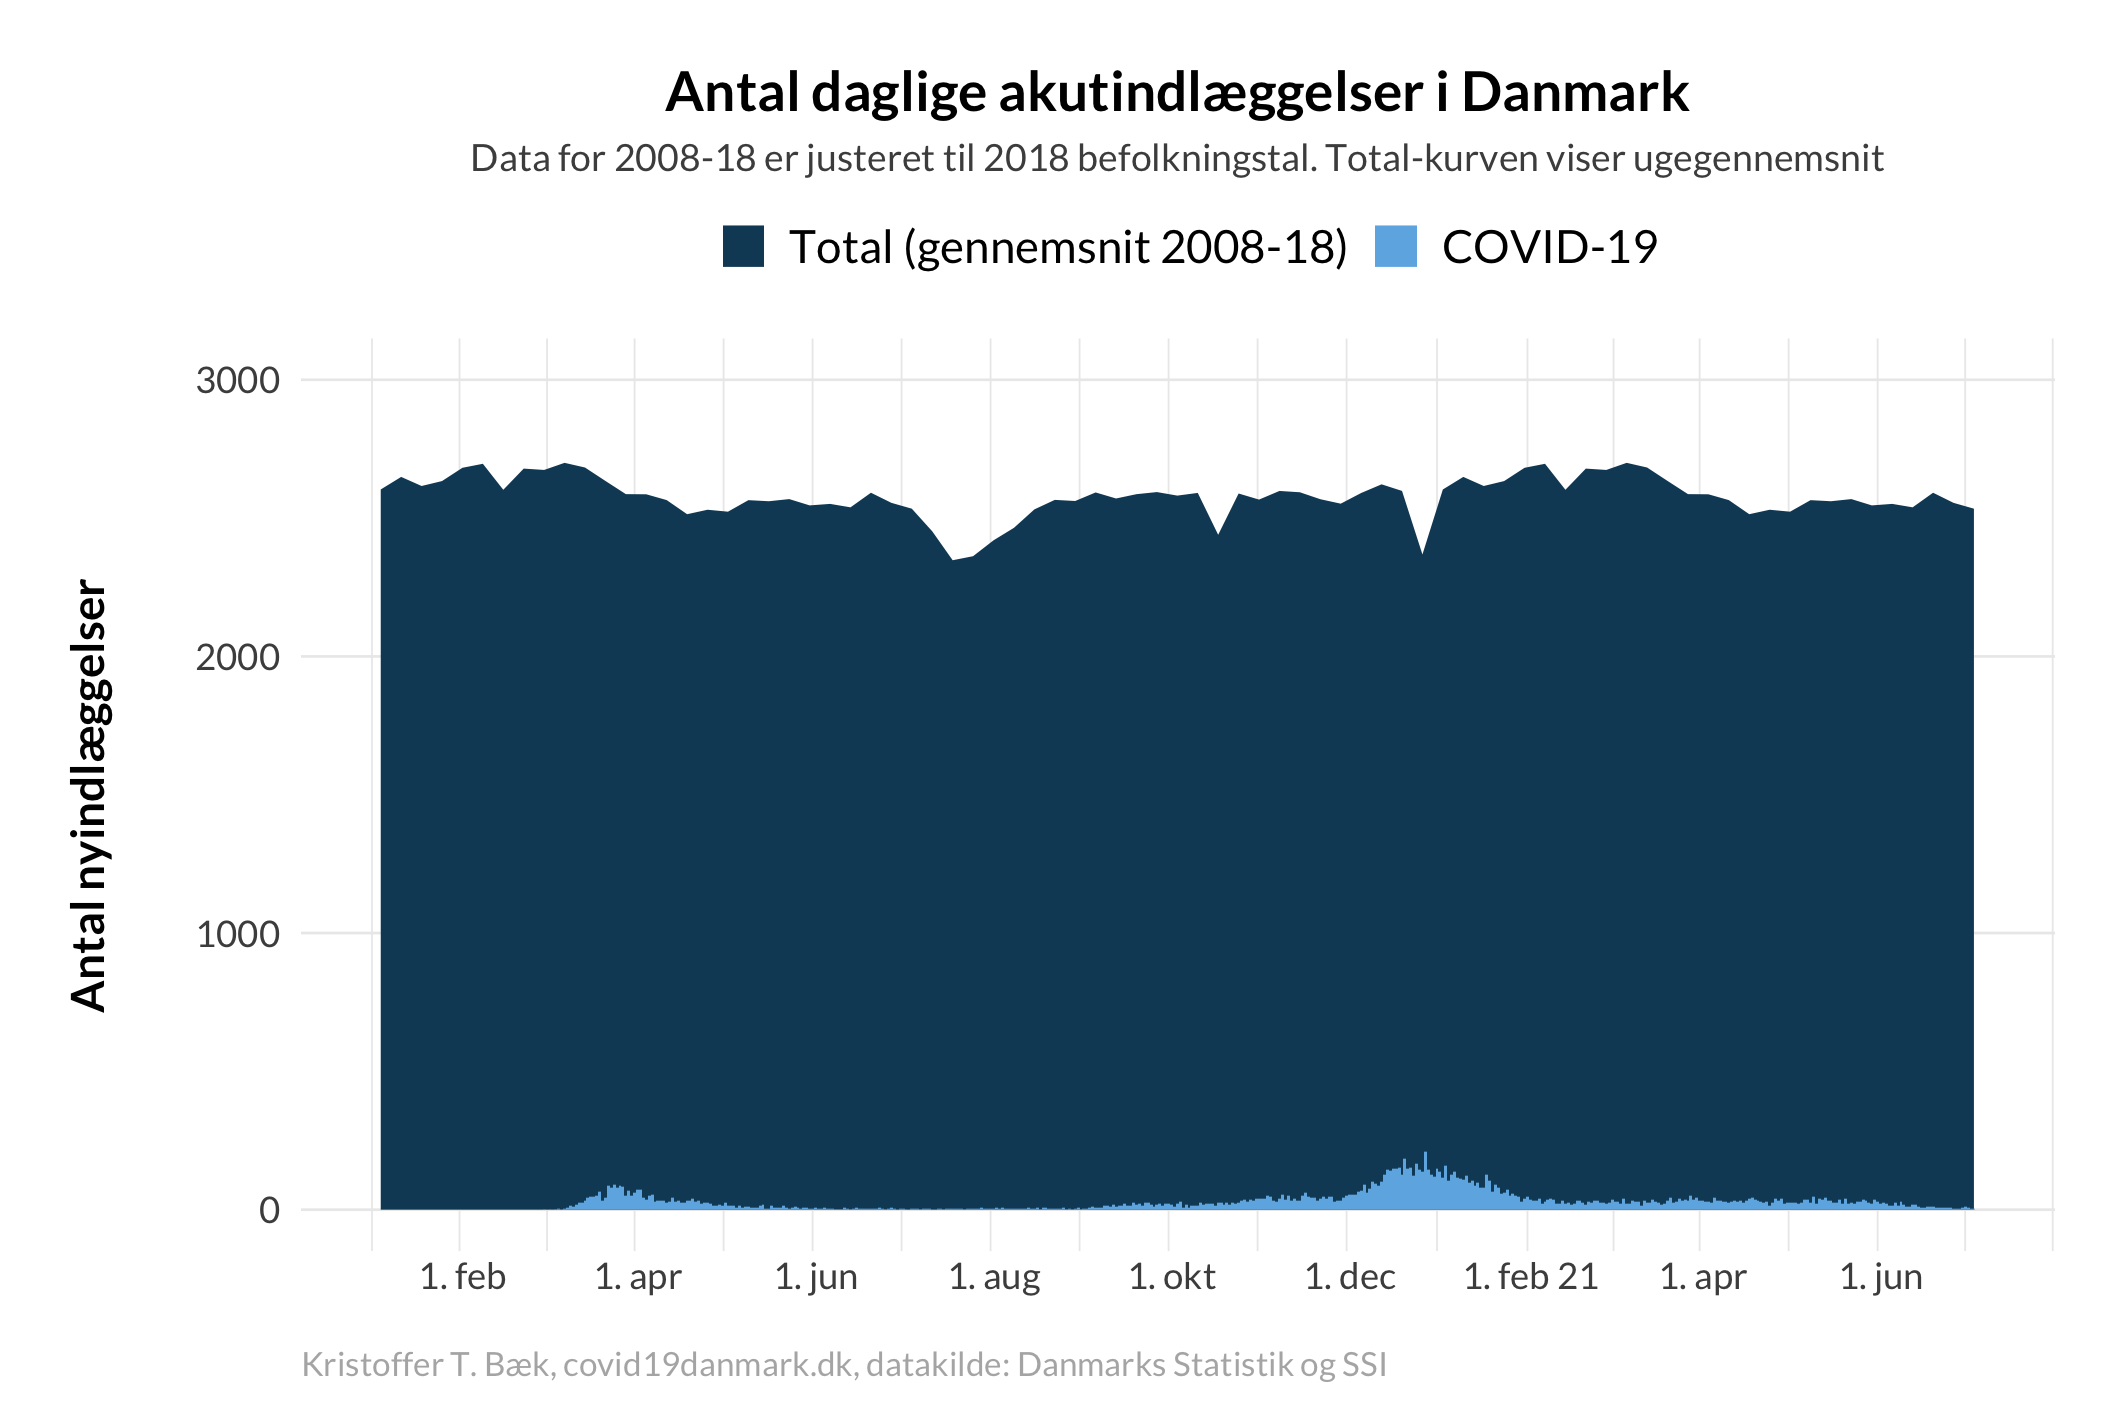 Antal daglige akutindlæggelser i Danmark
Data for 2008-18 er justeret til 2018 befolkningstal. Total-kurven viser ugegennemsnit
Total (gennemsnit 2008-18) COVID-19
Antal nyindlæggelser
3000
2000
1000
0
1. feb 1. apr 1. jun 1. aug 1. okt 1. dec 1. feb 21 1. apr 1. jun
Kristoffer T. Bæk, covid19danmark.dk, datakilde: Danmarks Statistik og SSI